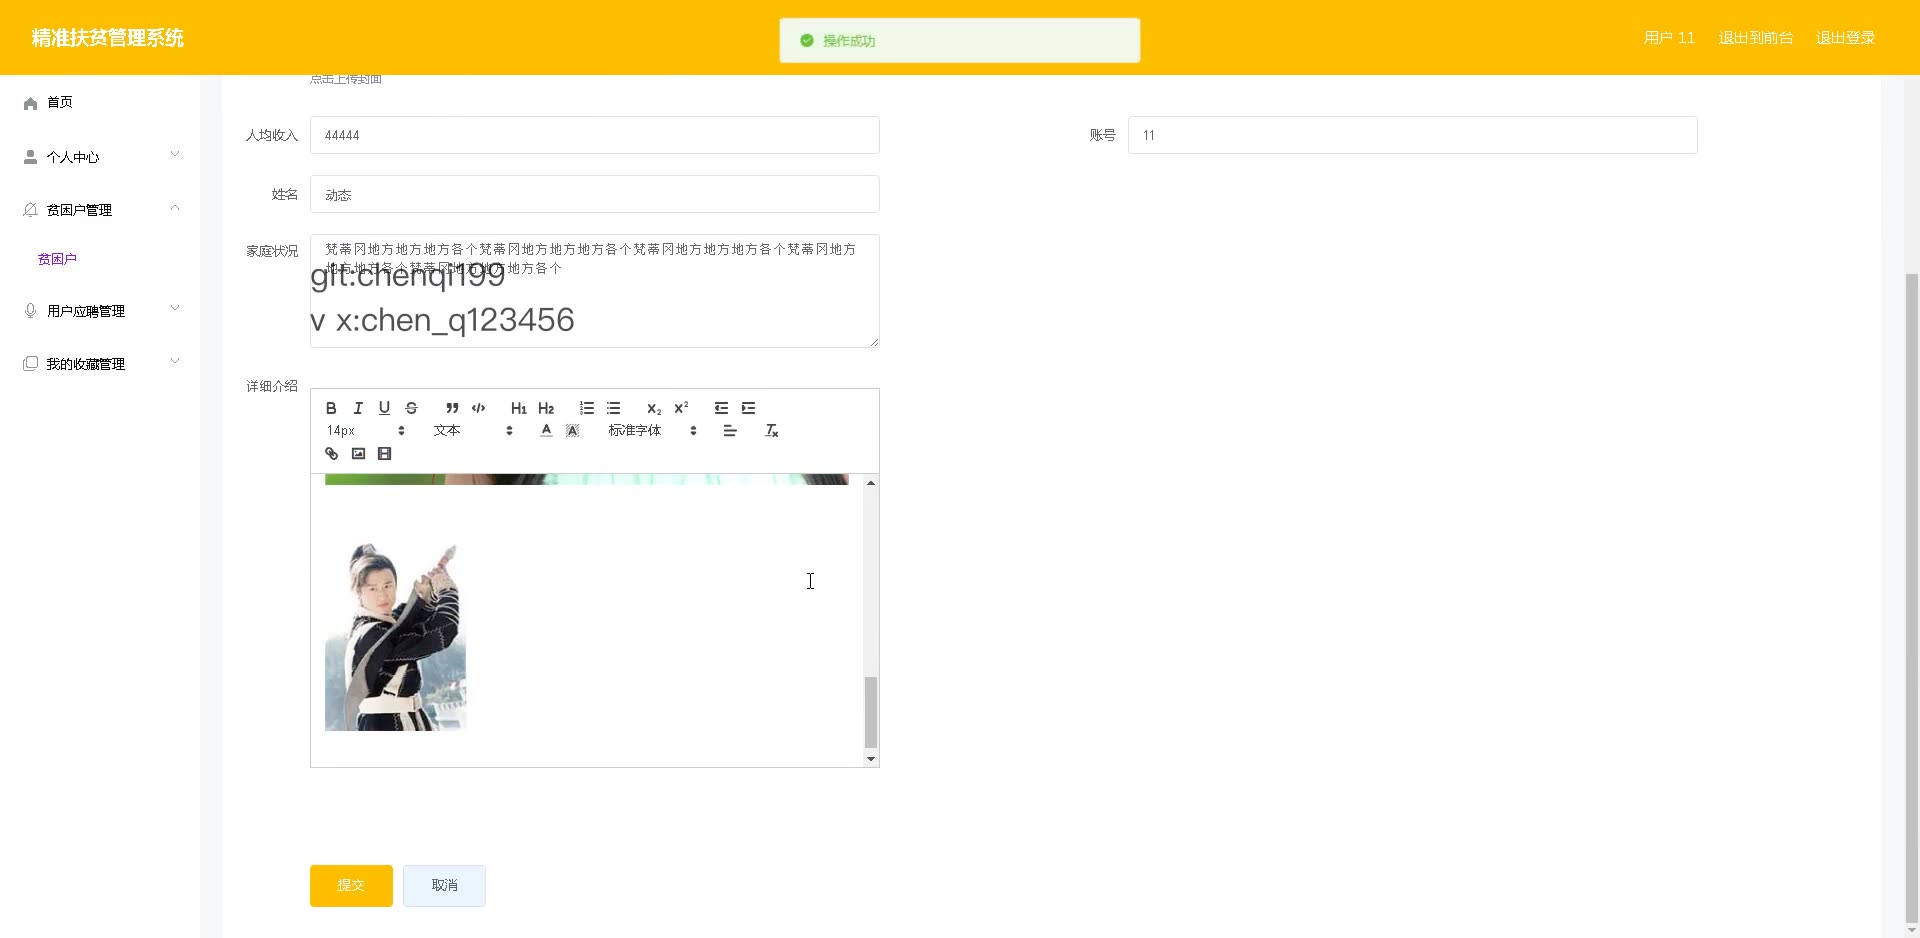 精准扶贫管理系统
操作成功
用户 11
退出到前台
退出登录
首页
个人中心
贫困户管理
贫困户
用户应聘管理
我的收藏管理
点击上传封面
人均收入
44444
账号
11
姓名
动态
家庭状况
梵蒂冈地方地方地方各个梵蒂冈地方地方地方各个梵蒂冈地方地方地方各个梵蒂冈地方
地方地方各个梵蒂冈地方地方地方各个
git:chenqi199
v x:chen_q123456
详细介绍
B I U S H1 H2 X2 X2
14px 文本 A A 标准字体 Tx
提交
取消